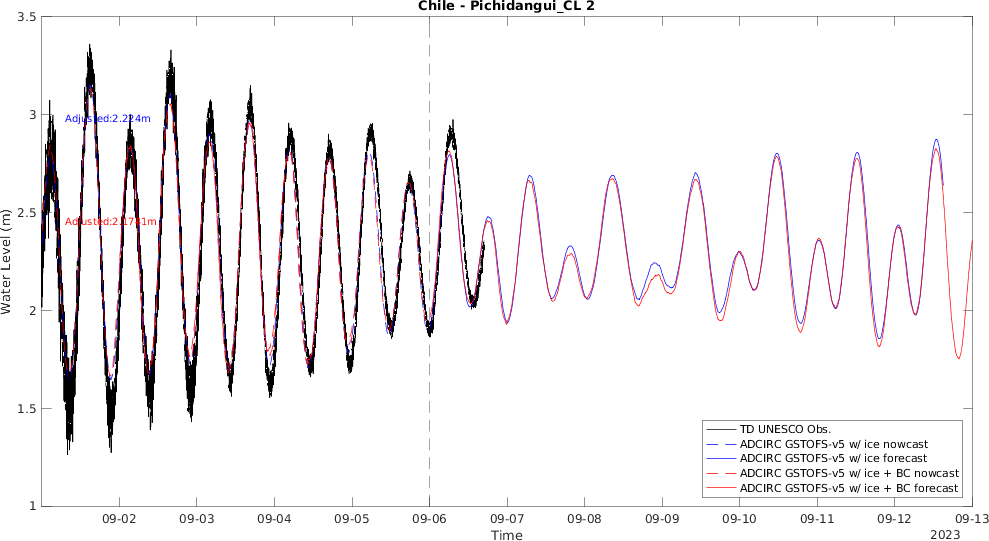 Chile - Pichidangui_CL 2
3.5
3
2.5
2
1.5
1
Water Level (m)
Adjusted:2.224m
Adjusted:2.1731m
TD UNESCO Obs.
ADCIRC GSTOFS-v5 w/ ice nowcast
ADCIRC GSTOFS-v5 w/ ice forecast
ADCIRC GSTOFS-v5 w/ ice + BC nowcast
ADCIRC GSTOFS-v5 w/ ice + BC forecast
09-02 09-03 09-04 09-05 09-06 09-07 09-08 09-09 09-10 09-11 09-12 09-13
Time
2023